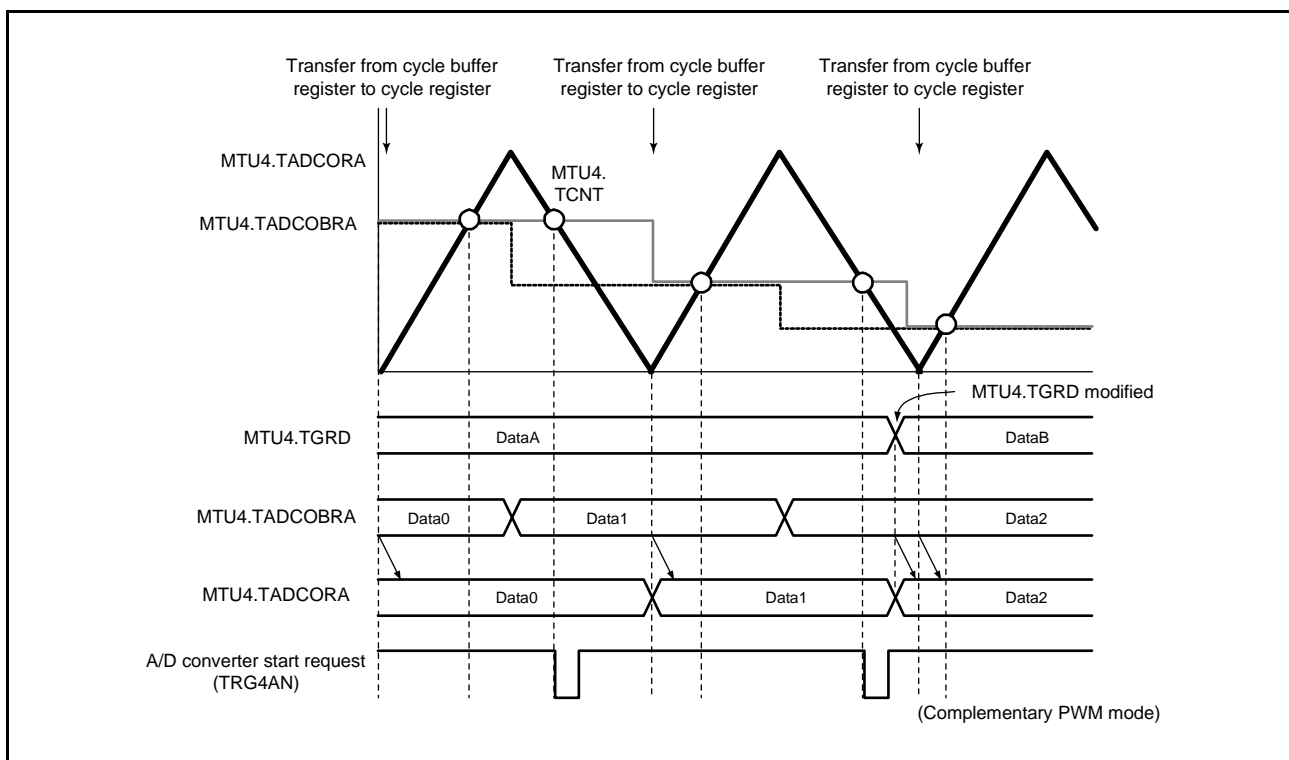 Transfer from cycle buffer
register to cycle register
Transfer from cycle buffer
register to cycle register
Transfer from cycle buffer
register to cycle register
MTU4.TADCORA
MTU4.
TCNT
MTU4.TADCOBRA
MTU4.TGRD modified
MTU4.TGRD
DataA
DataB
MTU4.TADCOBRA
Data0
Data1
Data2
MTU4.TADCORA
Data0
Data1
Data2
A/D converter start request
(TRG4AN)
(Complementary PWM mode)